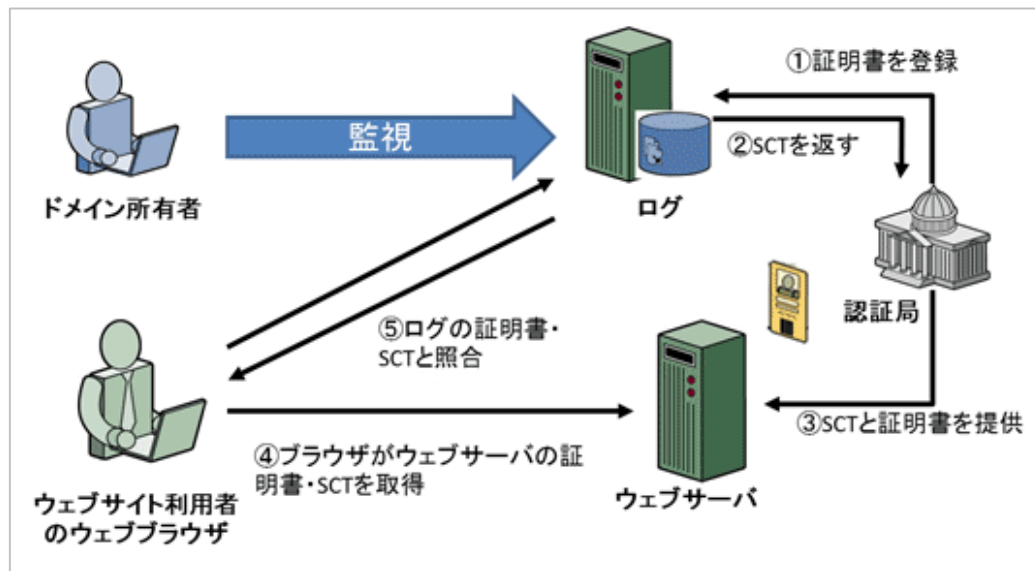 ①証明書を登録
監視
②SCTを返す
ドメイン所有者
ログ
⑤ログの証明書・
SCTと照合
認証局
③SCTと証明書を提供
④ブラウザがウェブサーバの証
明書・SCTを取得
ウェブサーバ
ウェブサイト利用者
のウェブブラウザ